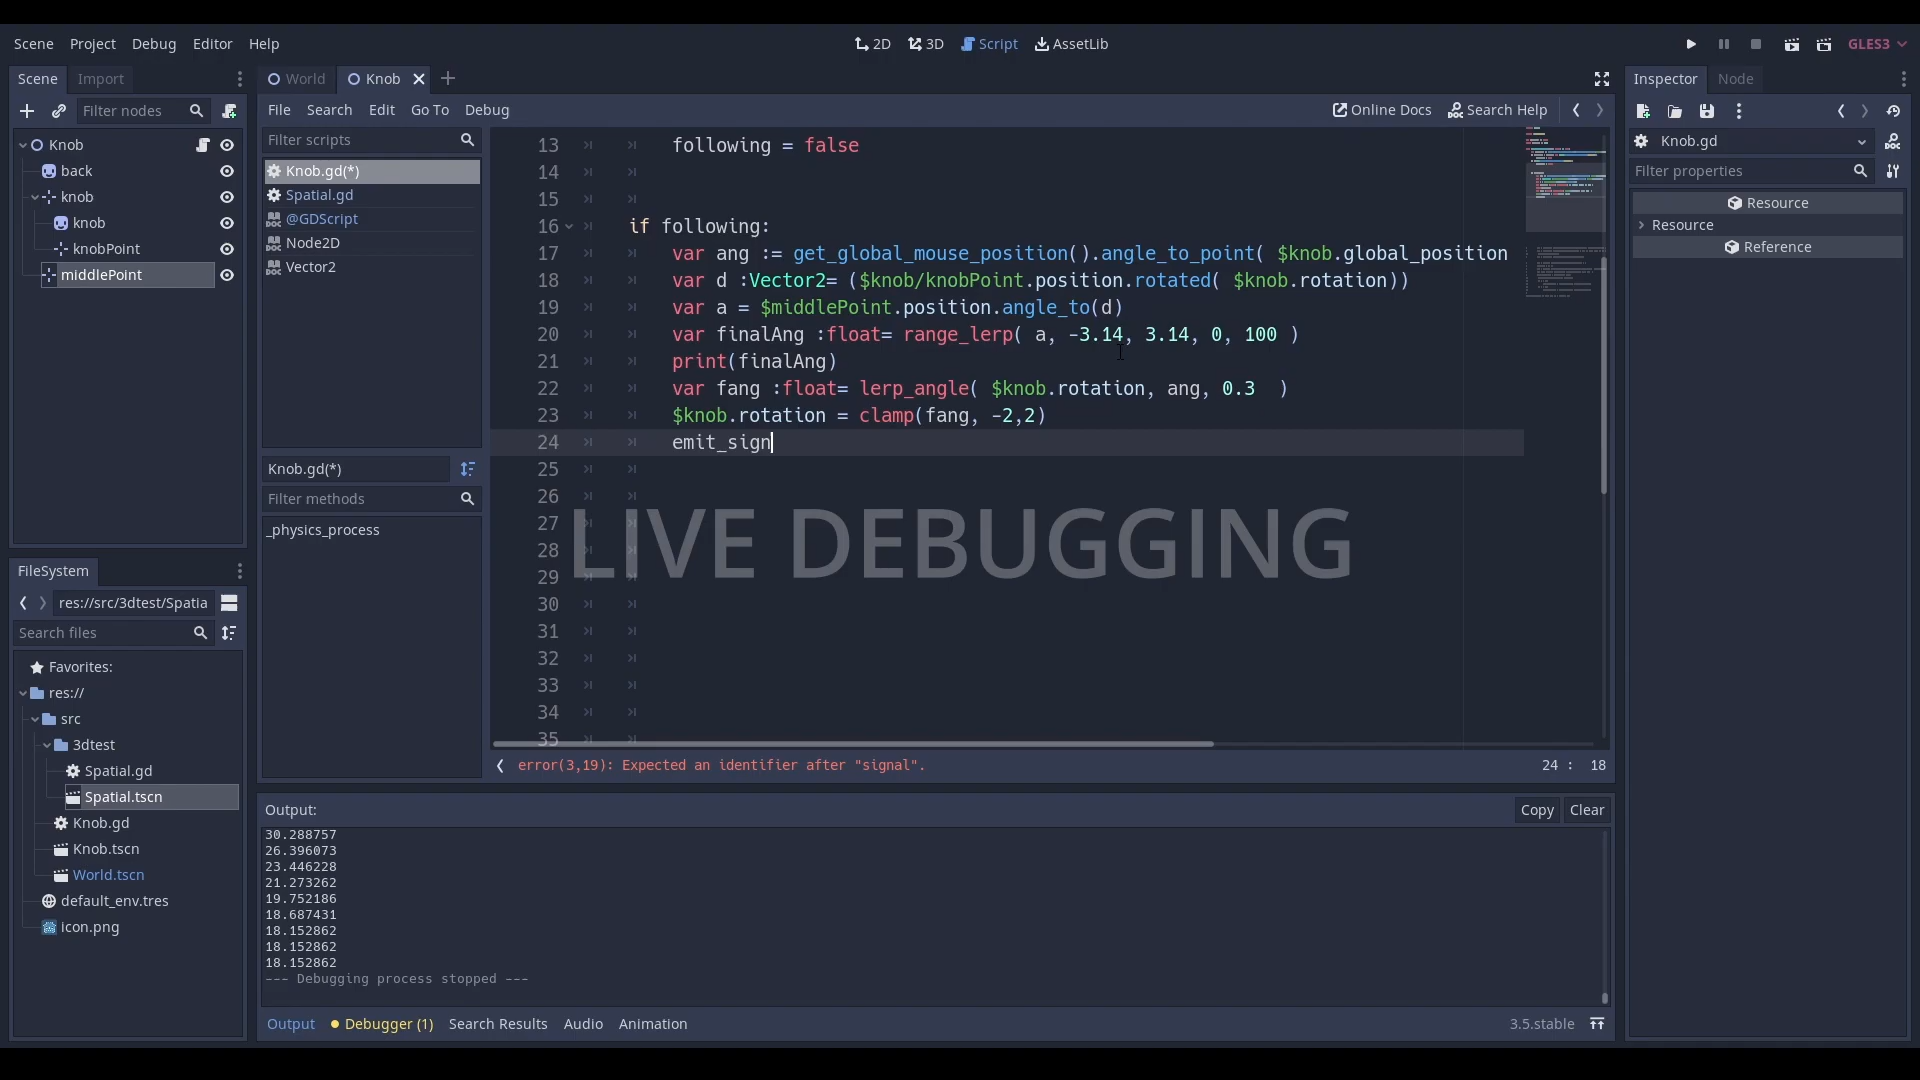 Scene Project Debug Editor Help
2D 3D Script AssetLib
GLES3
Scene Import
Filter nodes
Knob
back
knob
knob
knobPoint
middlePoint
FileSystem
res://src/3dtest/Spatia
Search files
Favorites:
res://
src
3dtest
Spatial.gd
Spatial.tscn
Knob.gd
Knob.tscn
World.tscn
default_env.tres
icon.png
World Knob
File Search Edit Go To Debug
Online Docs Search Help
Filter scripts
Knob.gd(*)
Spatial.gd
@GDScript
Node2D
Vector2
Knob.gd(*)
Filter methods
_physics_process
13 following = false
14
15
16 if following:
17 var ang := get_global_mouse_position().angle_to_point( $knob.global_position
18 var d :Vector2= ($knob/knobPoint.position.rotated( $knob.rotation))
19 var a = $middlePoint.position.angle_to(d)
20 var finalAng :float= range_lerp( a, -3.14, 3.14, 0, 100 )
21 print(finalAng)
22 var fang :float= lerp_angle( $knob.rotation, ang, 0.3  )
23 $knob.rotation = clamp(fang, -2,2)
24 emit_sign
25
26
27
28
29
30
31
32
33
34
35
LIVE DEBUGGING
error(3,19): Expected an identifier after "signal".
24 : 18
Output:
Copy Clear
30.288757
26.396073
23.446228
21.273262
19.752186
18.687431
18.152862
18.152862
18.152862
--- Debugging process stopped ---
Output Debugger (1) Search Results Audio Animation
3.5.stable
Inspector Node
Knob.gd
Filter properties
Resource
Resource
Reference